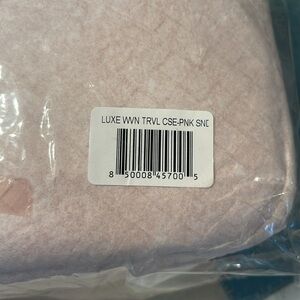 LUXE WVN TRVL CSE-PNK SND
8 50008 45700 5